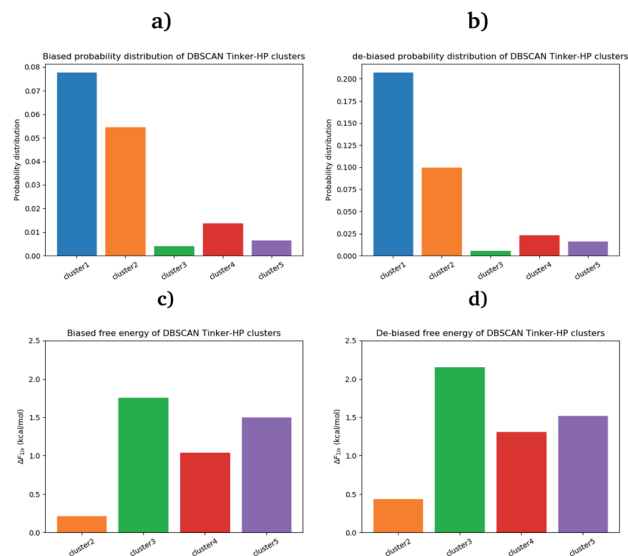 a)
Biased probability distribution of DBSCAN Tinker-HP clusters
Probability distribution
0.08
0.07
0.06
0.05
0.04
0.03
0.02
0.01
0.00
cluster1
cluster2
cluster3
cluster4
cluster5
b)
de-biased probability distribution of DBSCAN Tinker-HP clusters
Probability distribution
0.200
0.175
0.150
0.125
0.100
0.075
0.050
0.025
0.000
cluster1
cluster2
cluster3
cluster4
cluster5
c)
Biased free energy of DBSCAN Tinker-HP clusters
ΔF1/x (kcal/mol)
2.5
2.0
1.5
1.0
0.5
0.0
cluster2
cluster3
cluster4
cluster5
d)
De-biased free energy of DBSCAN Tinker-HP clusters
ΔF1/x (kcal/mol)
2.5
2.0
1.5
1.0
0.5
0.0
cluster2
cluster3
cluster4
cluster5